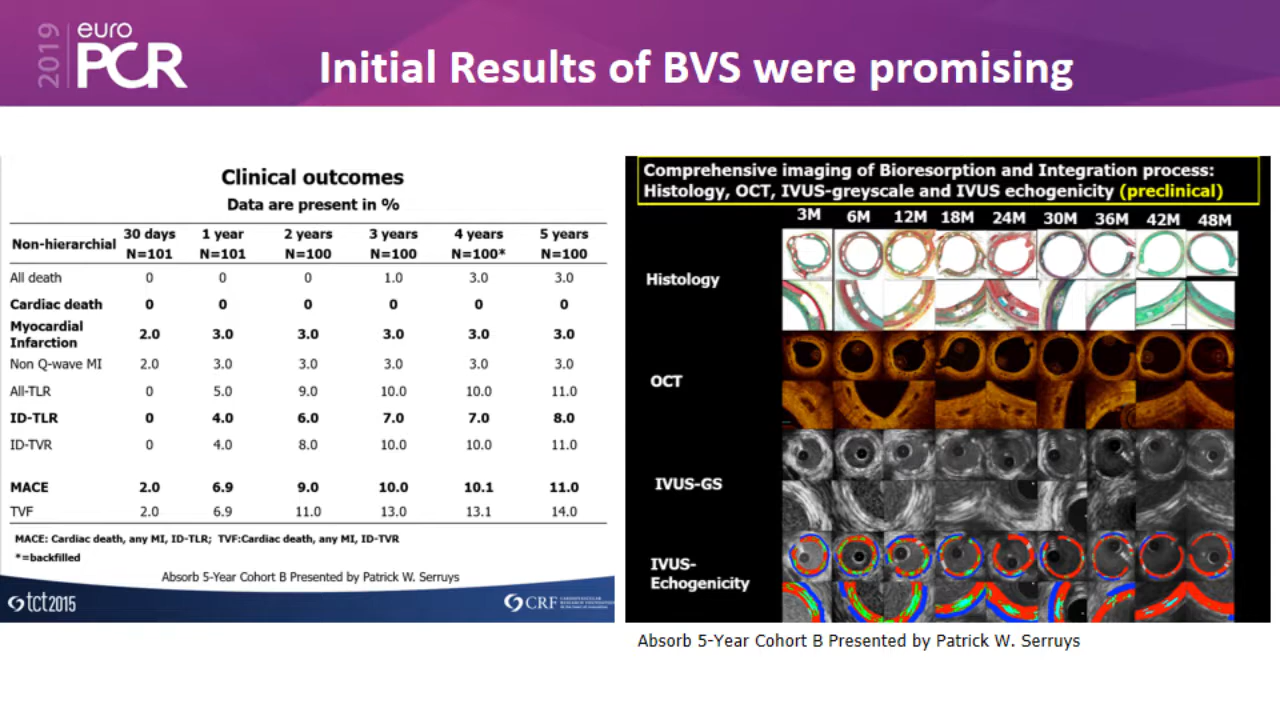 2019
euro
PCR
Initial Results of BVS were promising
Clinical outcomes
Data are present in %
Non-hierarchial 30 days N=101 1 year N=101 2 years N=100 3 years N=100 4 years N=100* 5 years N=100
All death 0 0 0 1.0 3.0 3.0
Cardiac death 0 0 0 0 0 0
Myocardial Infarction 2.0 3.0 3.0 3.0 3.0 3.0
Non Q-wave MI 2.0 3.0 3.0 3.0 3.0 3.0
All-TLR 0 5.0 9.0 10.0 10.0 11.0
ID-TLR 0 4.0 6.0 7.0 7.0 8.0
ID-TVR 0 4.0 8.0 10.0 10.0 11.0
MACE 2.0 6.9 9.0 10.0 10.1 11.0
TVF 2.0 6.9 11.0 13.0 13.1 14.0
MACE: Cardiac death, any MI, ID-TLR; TVF:Cardiac death, any MI, ID-TVR
*=backfilled
Absorb 5-Year Cohort B Presented by Patrick W. Serruys
tct2015
CRF
Comprehensive imaging of Bioresorption and Integration process:
Histology, OCT, IVUS-greyscale and IVUS echogenicity (preclinical)
3M 6M 12M 18M 24M 30M 36M 42M 48M
Histology
OCT
IVUS-GS
IVUS-
Echogenicity
Absorb 5-Year Cohort B Presented by Patrick W. Serruys